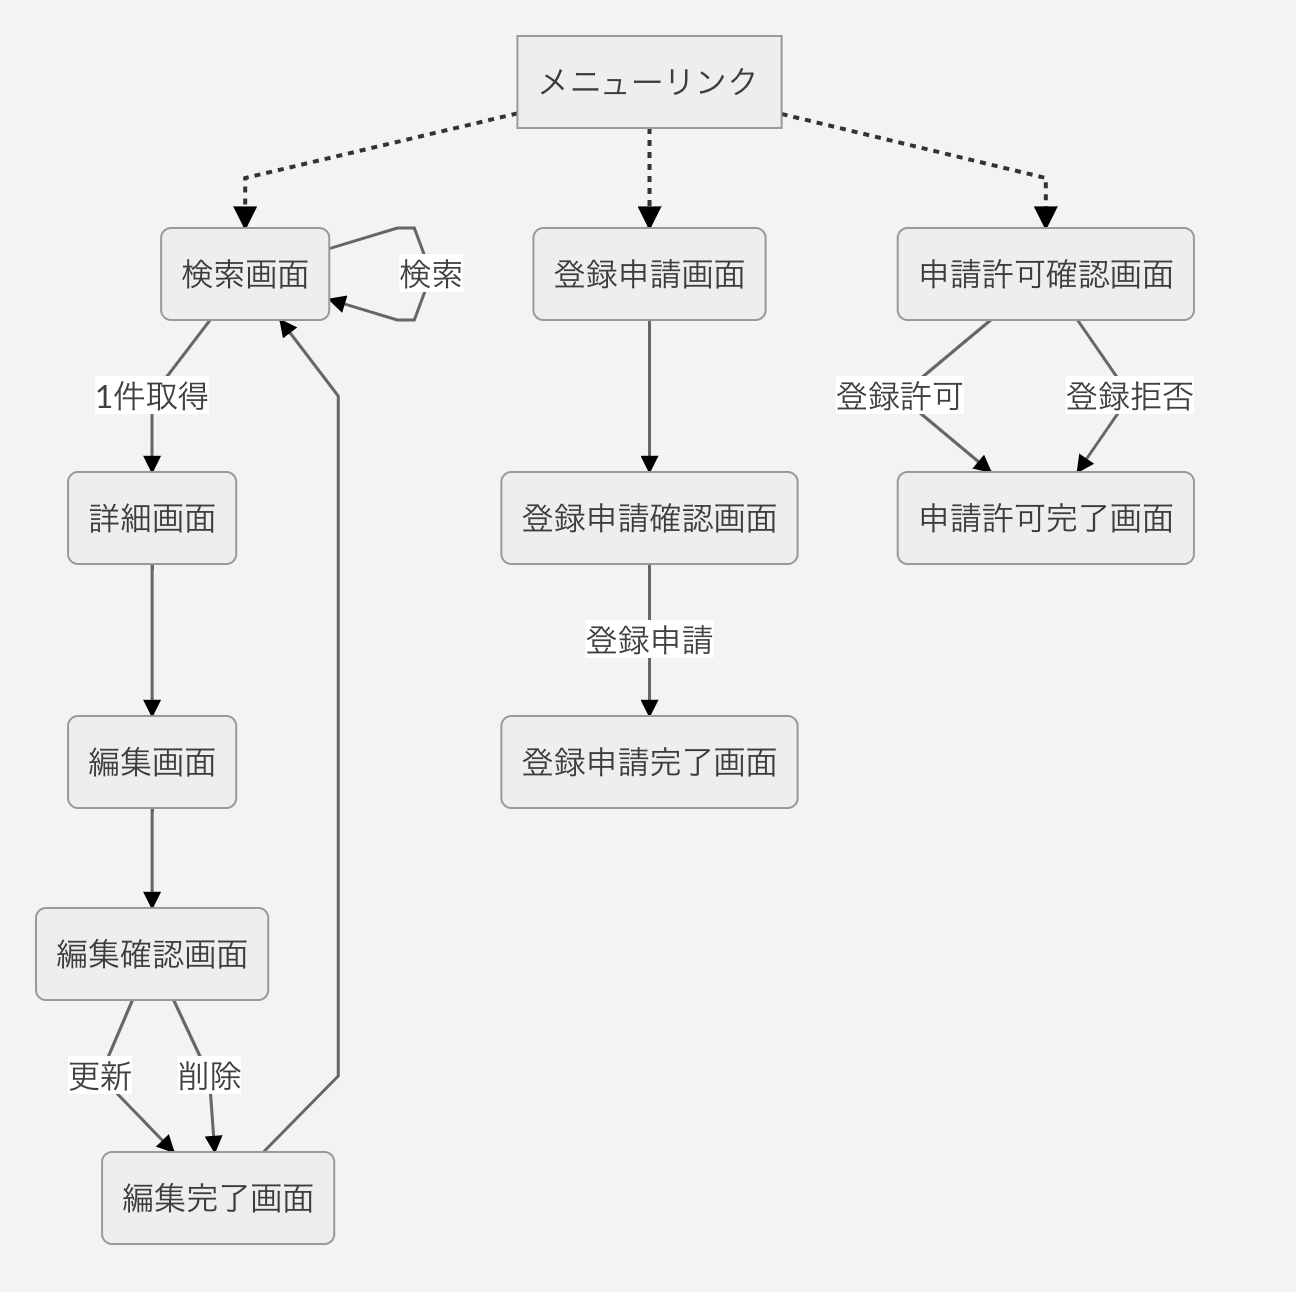 メニューリンク
検索画面
検索
登録申請画面
申請許可確認画面
1件取得
登録許可
登録拒否
詳細画面
登録申請確認画面
申請許可完了画面
登録申請
編集画面
登録申請完了画面
編集確認画面
更新
削除
編集完了画面